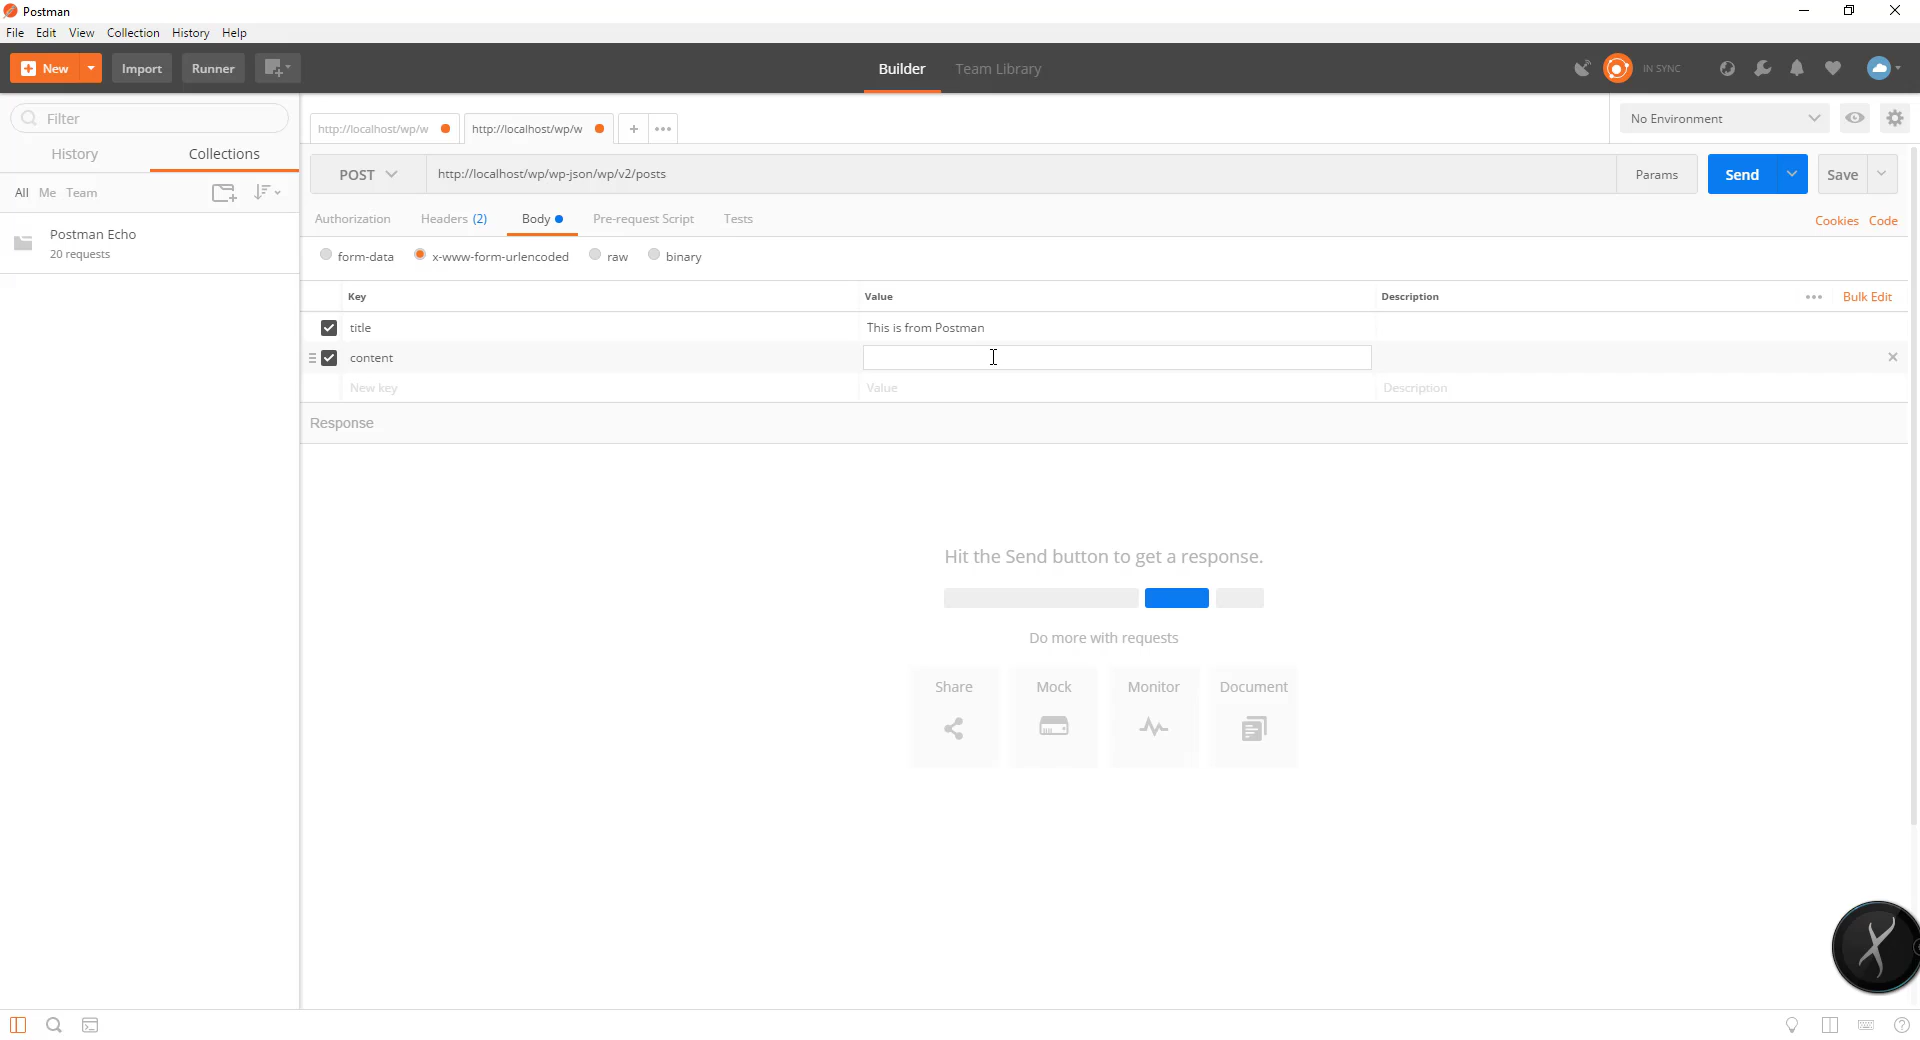 Postman
File Edit View Collection History Help
New Import Runner Builder Team Library IN SYNC
Filter
http://localhost/wp/w http://localhost/wp/w No Environment
History Collections
POST http://localhost/wp/wp-json/wp/v2/posts Params Send Save
All Me Team
Authorization Headers (2) Body Pre-request Script Tests Cookies Code
Postman Echo
20 requests
form-data x-www-form-urlencoded raw binary
Key Value Description Bulk Edit
title This is from Postman
content
New key Value Description
Response
Hit the Send button to get a response.
Do more with requests
Share Mock Monitor Document